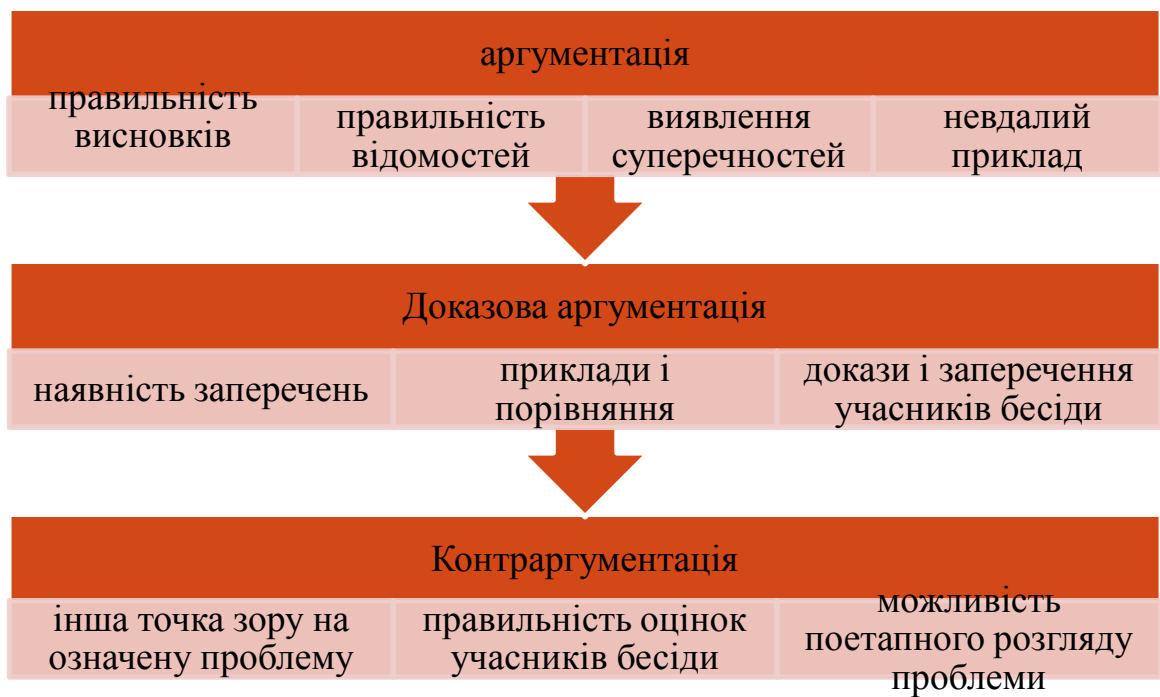 аргументація
правильність
висновків
правильність
відомостей
виявлення
суперечностей
невдалий
приклад
Доказова аргументація
наявність заперечень
приклади і
порівняння
докази і заперечення
учасників бесіди
Контраргументація
інша точка зору на
означену проблему
правильність оцінок
учасників бесіди
можливість
поетапного розгляду
проблеми